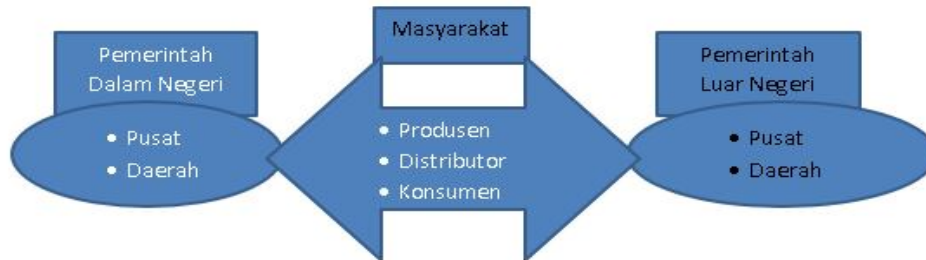 Pemerintah
Dalam Negeri
• Pusat
• Daerah
Masyarakat
• Produsen
• Distributor
• Konsumen
Pemerintah
Luar Negeri
• Pusat
• Daerah